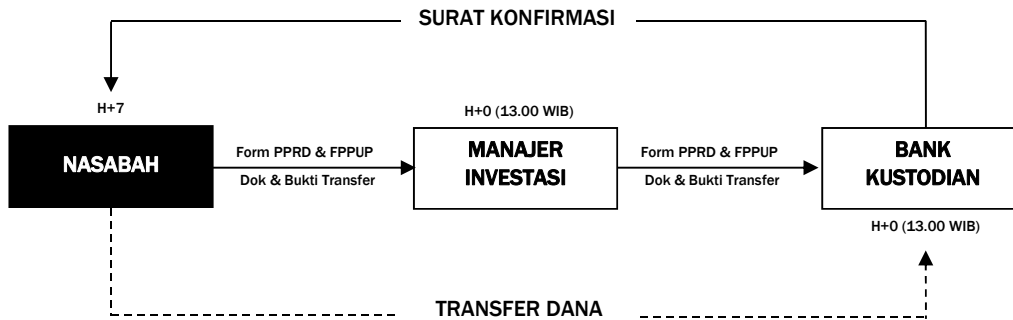 SURAT KONFIRMASI
H+7
H+0 (13.00 WIB)
NASABAH
Form PPRD & FPPUP
Dok & Bukti Transfer
MANAJER
INVESTASI
Form PPRD & FPPUP
Dok & Bukti Transfer
BANK
KUSTODIAN
H+0 (13.00 WIB)
TRANSFER DANA